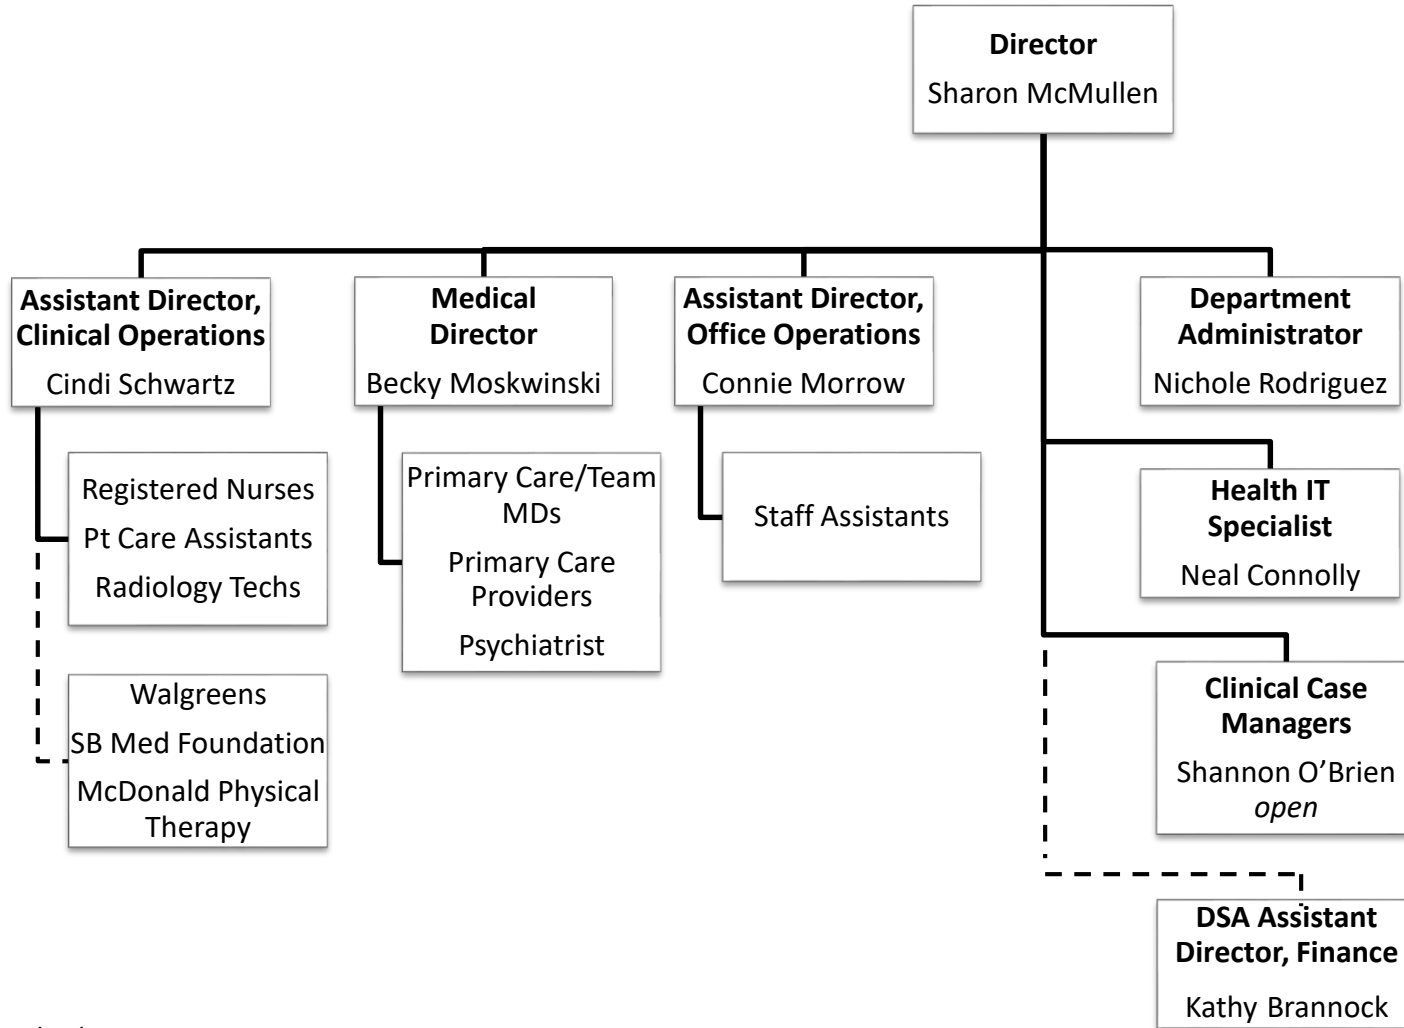 Director
Sharon McMullen
Assistant Director,
Clinical Operations
Cindi Schwartz
Medical
Director
Becky Moskwinski
Assistant Director,
Office Operations
Connie Morrow
Department
Administrator
Nichole Rodriguez
Registered Nurses
Pt Care Assistants
Radiology Techs
Primary Care/Team
MDs
Primary Care
Providers
Psychiatrist
Staff Assistants
Health IT
Specialist
Neal Connolly
Walgreens
SB Med Foundation
McDonald Physical
Therapy
Clinical Case
Managers
Shannon O’Brien
open
DSA Assistant
Director, Finance
Kathy Brannock